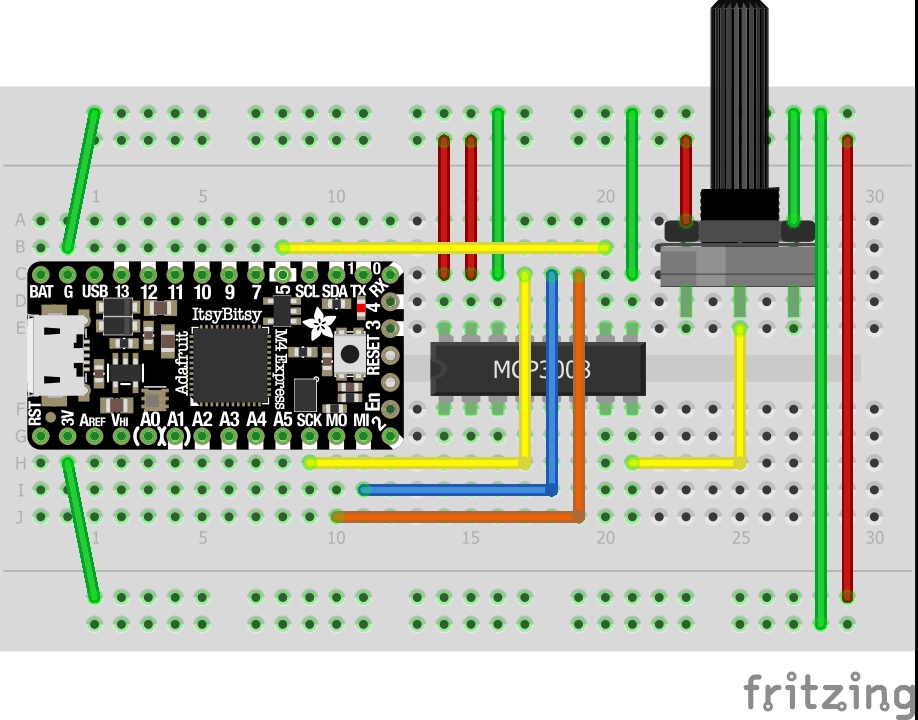 1 5 10 15 20 30
A
B
C
BAT G USB 13 12 11 10 9 7 5 SCL SDA TX 1 0 RX
D
ItsyBitsy
E
4
3
Adafruit
M4 Express
RESET
MCP3008
RST 3V AREF VHI A0 A1 A2 A3 A4 A5 SCK MO MI 2 En
F
G
H
I
J
1 5 10 15 20 25 30
fritzing